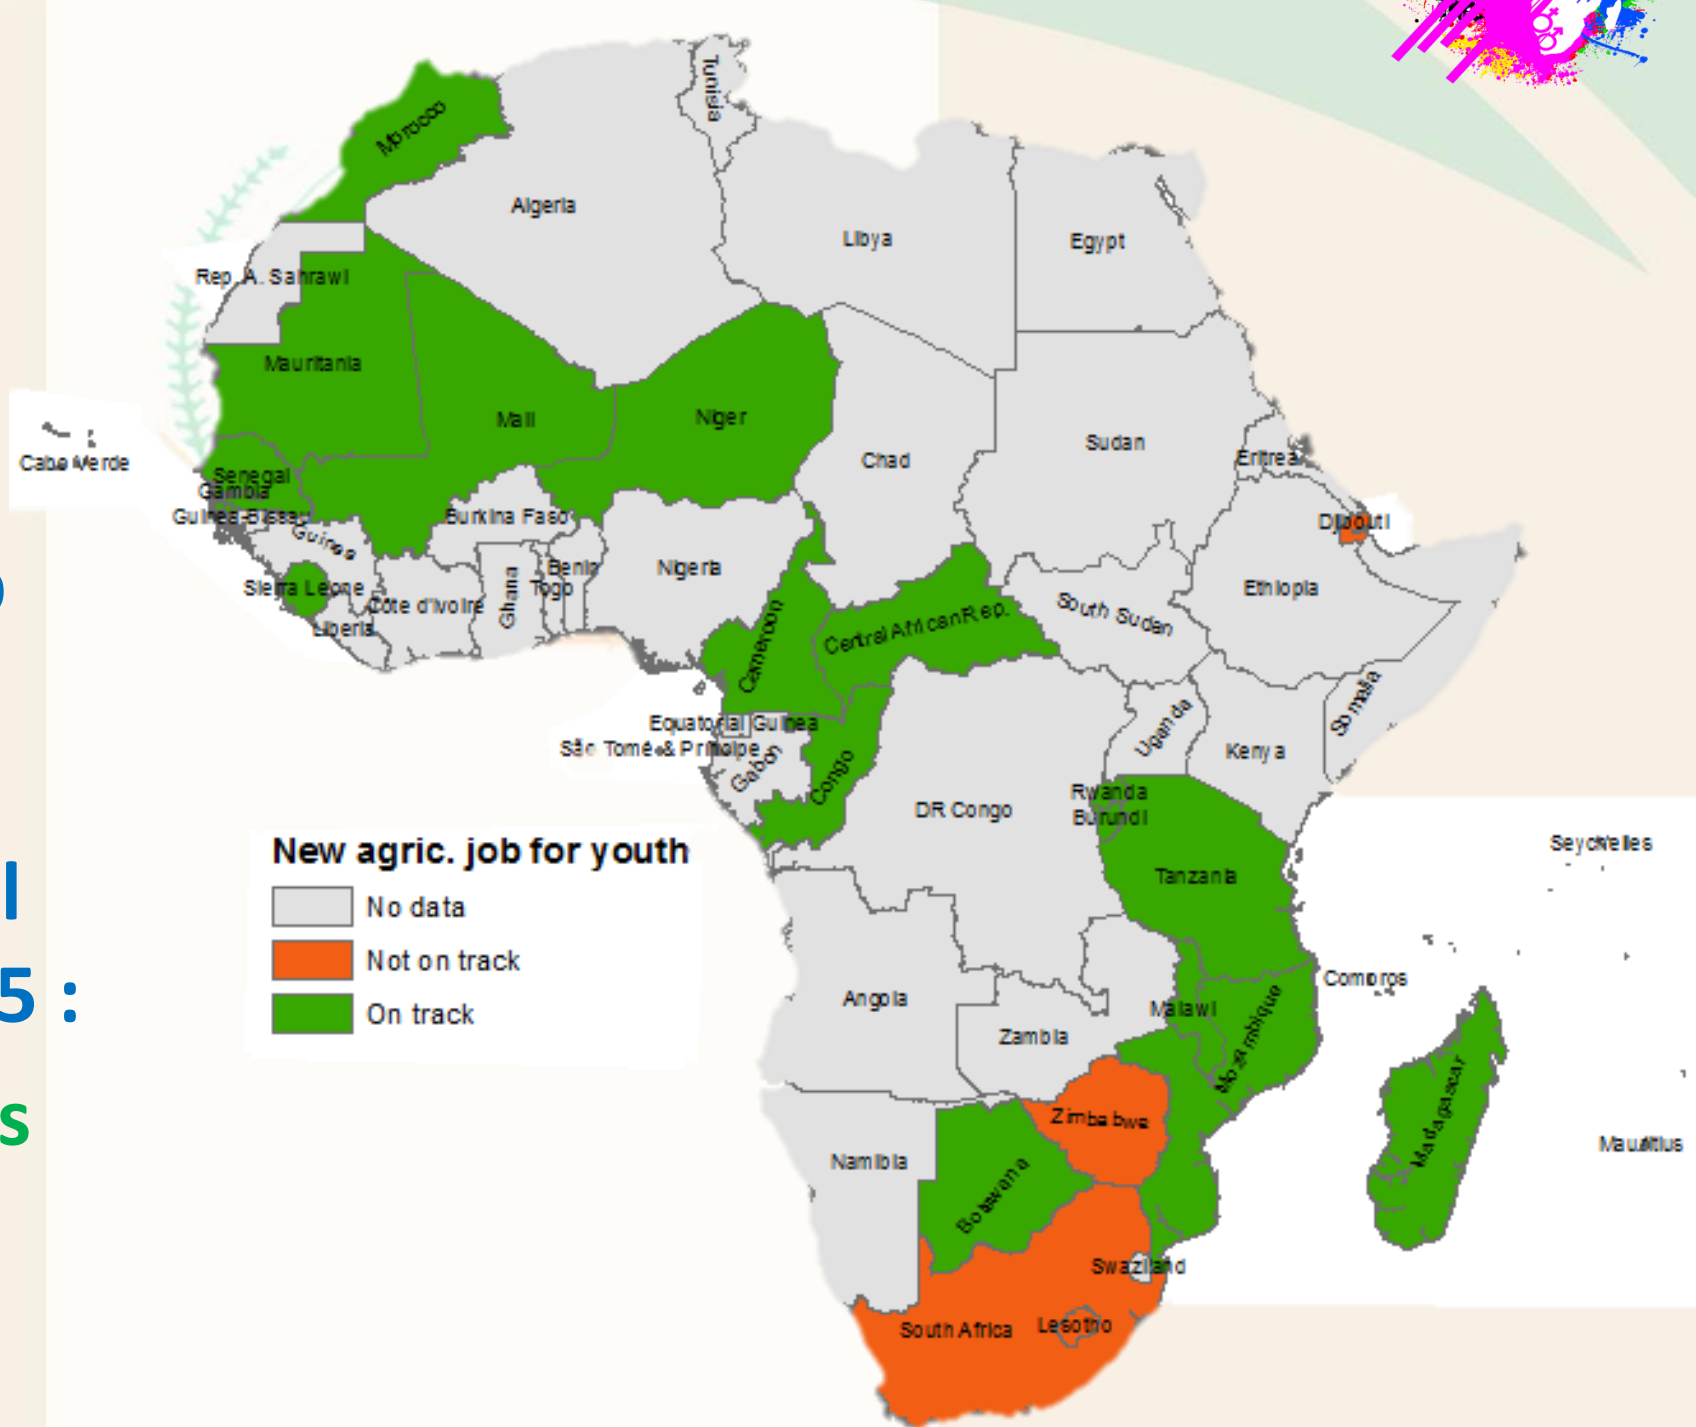 Tunisia
Morocco
Algeria
Libya
Egypt
Rep. A. Sahrawi
Mauritania
Mali
Niger
Chad
Sudan
Eritrea
Cabo Verde
Senegal
Gambia
Guinea-Bissau
Guinea
Burkina Faso
Djibouti
Sierra Leone
Liberia
Côte d'Ivoire
Ghana
Togo
Benin
Nigeria
Cameroon
Central African Rep.
South Sudan
Ethiopia
Somalia
Equatorial Guinea
São Tomé & Príncipe
Gabon
Congo
DR Congo
Uganda
Kenya
Rwanda
Burundi
Tanzania
Seychelles
Comoros
Angola
Zambia
Malawi
Mozambique
Madagascar
Mauritius
Zimbabwe
Namibia
Botswana
Swaziland
South Africa
Lesotho
New agric. job for youth
No data
Not on track
On track
l
5 :
s